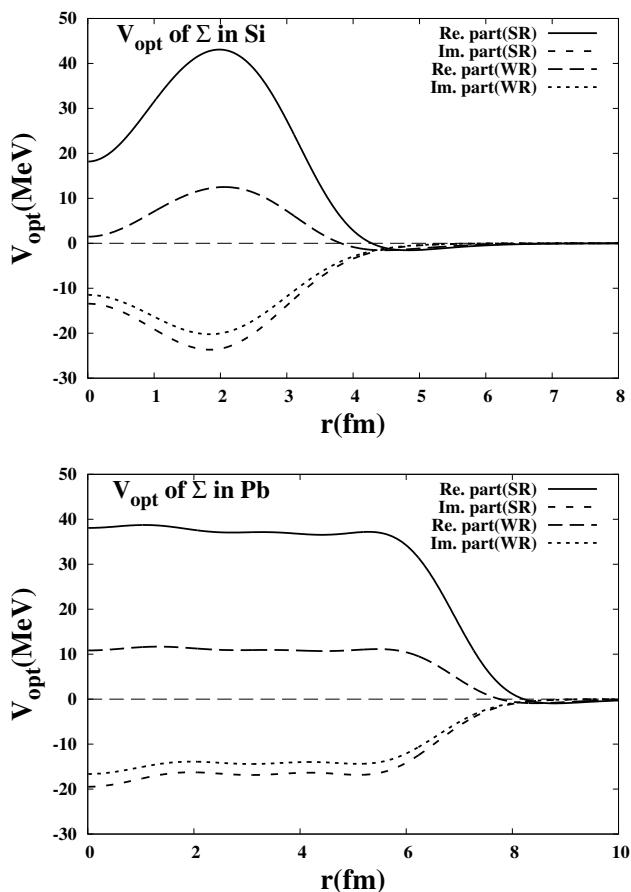 V_opt of Σ in Si
Re. part(SR)
Im. part(SR)
Re. part(WR)
Im. part(WR)
V_opt(MeV)
50
40
30
20
10
0
-10
-20
-30
0 1 2 3 4 5 6 7 8
r(fm)
V_opt of Σ in Pb
Re. part(SR)
Im. part(SR)
Re. part(WR)
Im. part(WR)
V_opt(MeV)
50
40
30
20
10
0
-10
-20
-30
0 2 4 6 8 10
r(fm)